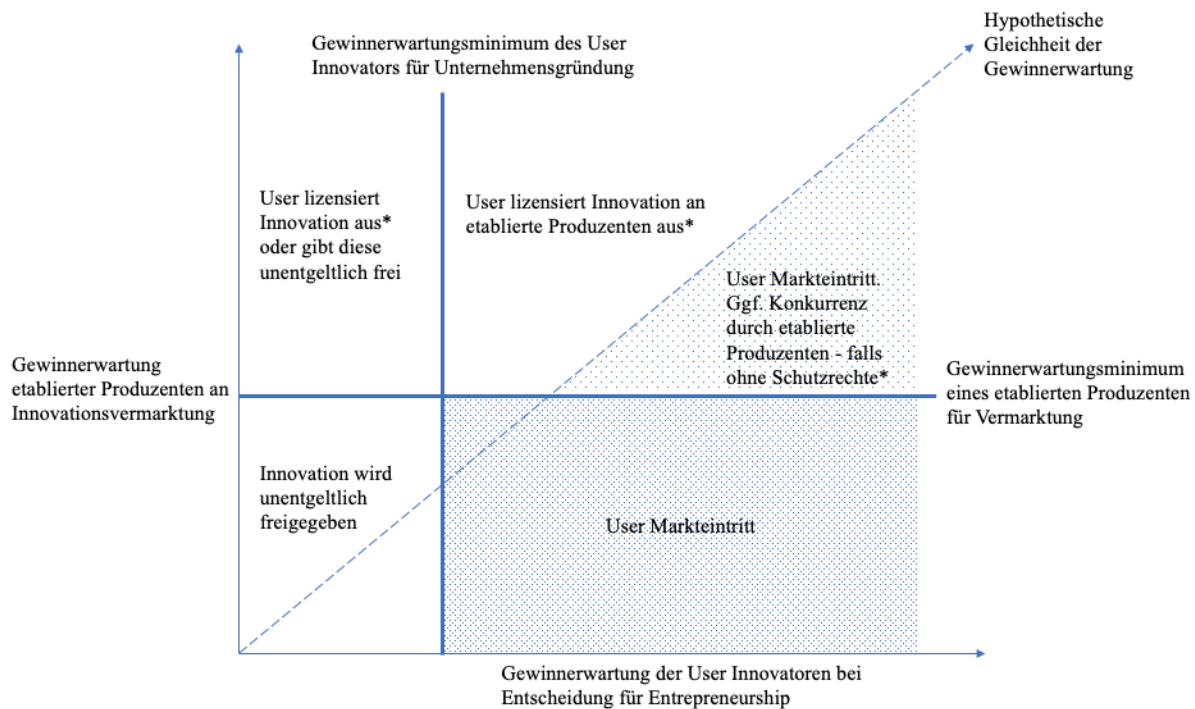 Gewinnerwartungsminimum des User
Innovators für Unternehmensgründung
Hypothetische
Gleichheit der
Gewinnerwartung
User lizensiert
Innovation aus*
oder gibt diese
unentgeltlich frei
User lizensiert Innovation an
etablierte Produzenten aus*
User Markteintritt.
Ggf. Konkurrenz
durch etablierte
Produzenten - falls
ohne Schutzrechte*
Gewinnerwartung
etablierter Produzenten an
Innovationsvermarktung
Gewinnerwartungsminimum
eines etablierten Produzenten
für Vermarktung
Innovation wird
unentgeltlich
freigegeben
User Markteintritt
Gewinnerwartung der User Innovatoren bei
Entscheidung für Entrepreneurship